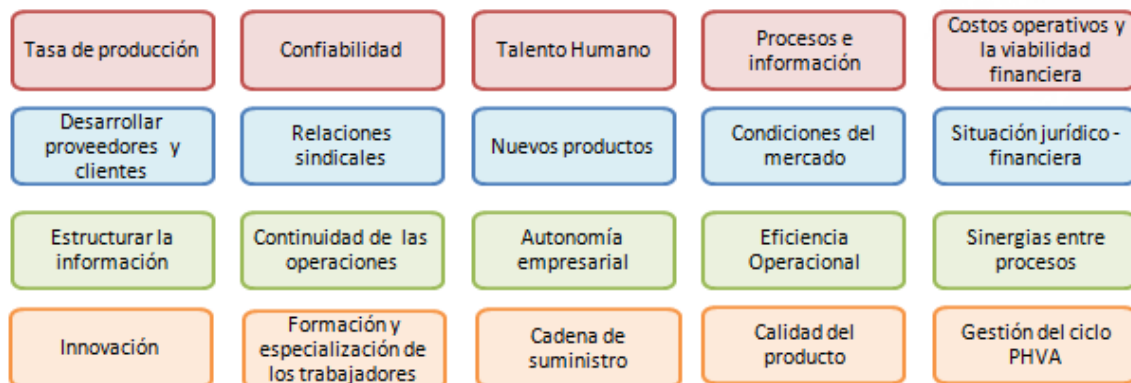 Tasa de producción
Confiabilidad
Talento Humano
Procesos e
información
Costos operativos y
la viabilidad
financiera
Desarrollar
proveedores y
clientes
Relaciones
sindicales
Nuevos productos
Condiciones del
mercado
Situación jurídico -
financiera
Estructurar la
información
Continuidad de las
operaciones
Autonomía
empresarial
Eficiencia
Operacional
Sinergias entre
procesos
Innovación
Formación y
especialización de
los trabajadores
Cadena de
suministro
Calidad del
producto
Gestión del ciclo
PHVA